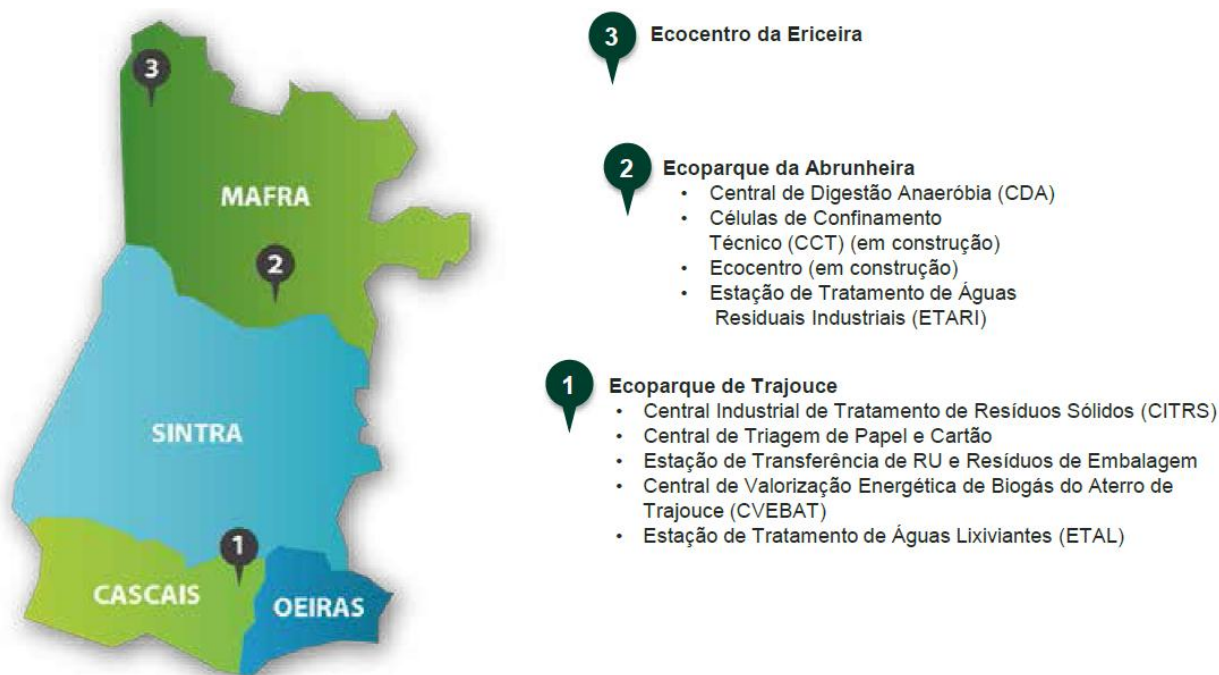 3
MAFRA
2
SINTRA
1
CASCAIS
OEIRAS
3 Ecocentro da Ericeira
2 Ecoparque da Abrunheira
• Central de Digestão Anaeróbia (CDA)
• Células de Confinamento
Técnico (CCT) (em construção)
• Ecocentro (em construção)
• Estação de Tratamento de Águas
Residuais Industriais (ETARI)
1 Ecoparque de Trajouce
• Central Industrial de Tratamento de Resíduos Sólidos (CITRS)
• Central de Triagem de Papel e Cartão
• Estação de Transferência de RU e Resíduos de Embalagem
• Central de Valorização Energética de Biogás do Aterro de
Trajouce (CVEBAT)
• Estação de Tratamento de Águas Lixiviantes (ETAL)